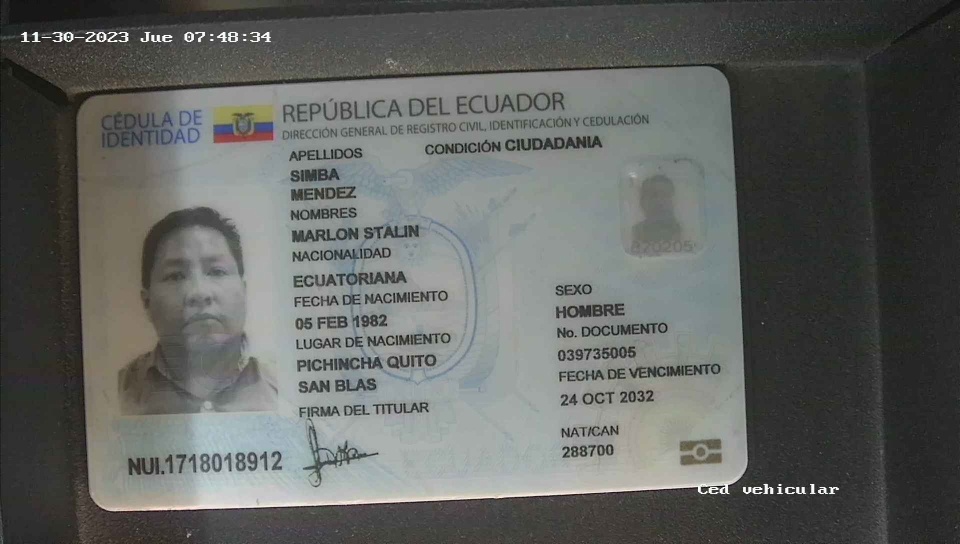 11-30-2023 Jue 07:48:34
CÉDULA DE
IDENTIDAD
REPÚBLICA DEL ECUADOR
DIRECCIÓN GENERAL DE REGISTRO CIVIL, IDENTIFICACIÓN Y CEDULACIÓN
APELLIDOS
CONDICIÓN CIUDADANIA
SIMBA
MENDEZ
NOMBRES
MARLON STALIN
NACIONALIDAD
ECUATORIANA
FECHA DE NACIMIENTO
05 FEB 1982
LUGAR DE NACIMIENTO
PICHINCHA QUITO
SAN BLAS
FIRMA DEL TITULAR
820205
SEXO
HOMBRE
No. DOCUMENTO
039735005
FECHA DE VENCIMIENTO
24 OCT 2032
NAT/CAN
288700
NUI.1718018912
Ced vehicular